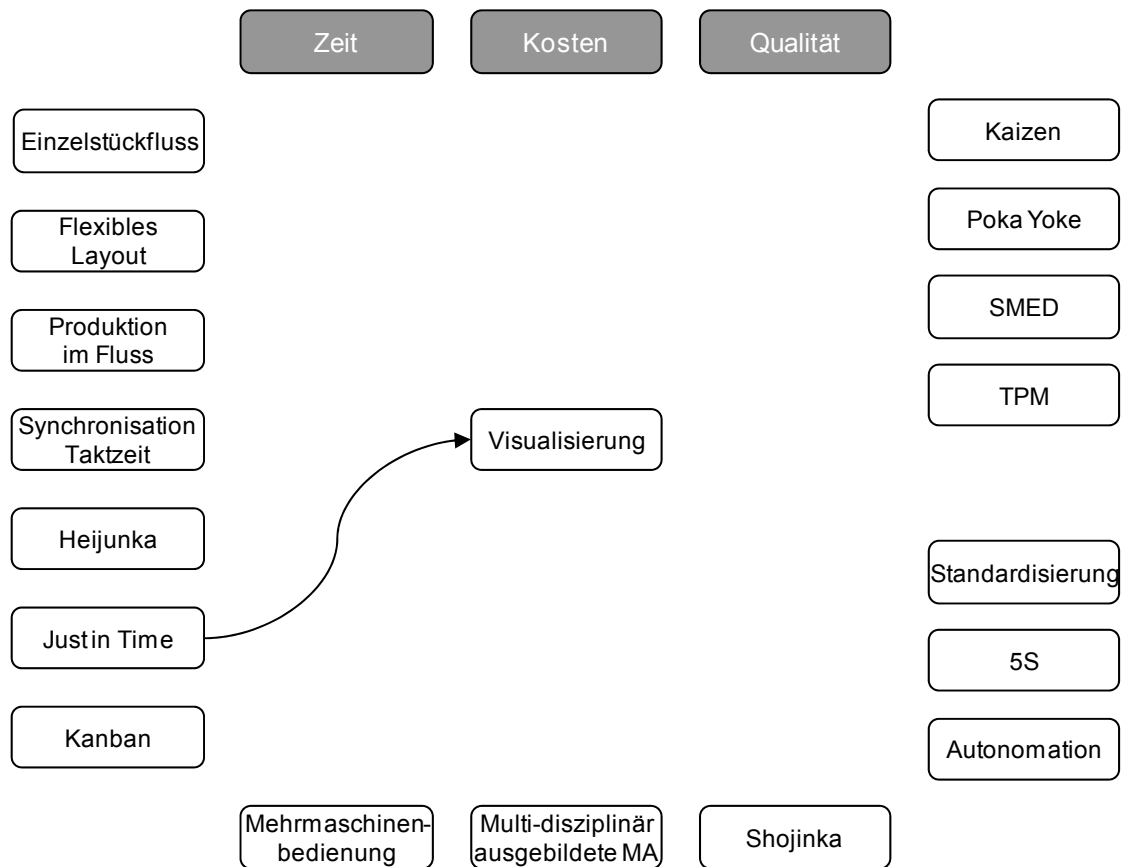 Zeit
Kosten
Qualität
Einzelstückfluss
Kaizen
Flexibles
Layout
Poka Yoke
Produktion
im Fluss
SMED
TPM
Synchronisation
Taktzeit
Visualisierung
Heijunka
Standardisierung
Just in Time
5S
Kanban
Autonomation
Mehrmaschinen-
bedienung
Multi-disziplinär
ausgebildete MA
Shojinka